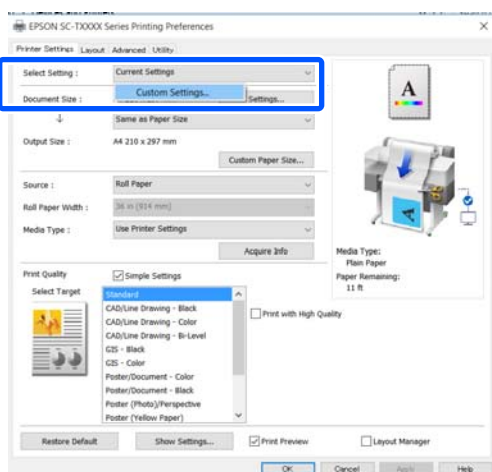 EPSON SC-TXXXX Series Printing Preferences
Printer Settings Layout Advanced Utility
Select Setting : Current Settings
Custom Settings...
Document Size : Settings...
Same as Paper Size
Output Size : A4 210 x 297 mm
Custom Paper Size...
Source : Roll Paper
Roll Paper Width : 36 in (914 mm)
Media Type : Use Printer Settings
Acquire Info
Media Type:
Plain Paper
Paper Remaining:
11 ft
Print Quality Simple Settings
Select Target
Standard
CAD/Line Drawing - Black
CAD/Line Drawing - Color
CAD/Line Drawing - Bi-Level
GIS - Black
GIS - Color
Poster/Document - Color
Poster/Document - Black
Poster (Photo)/Perspective
Poster (Yellow Paper)
Print with High Quality
A
Restore Default Show Settings... Print Preview Layout Manager
OK Cancel Apply Help